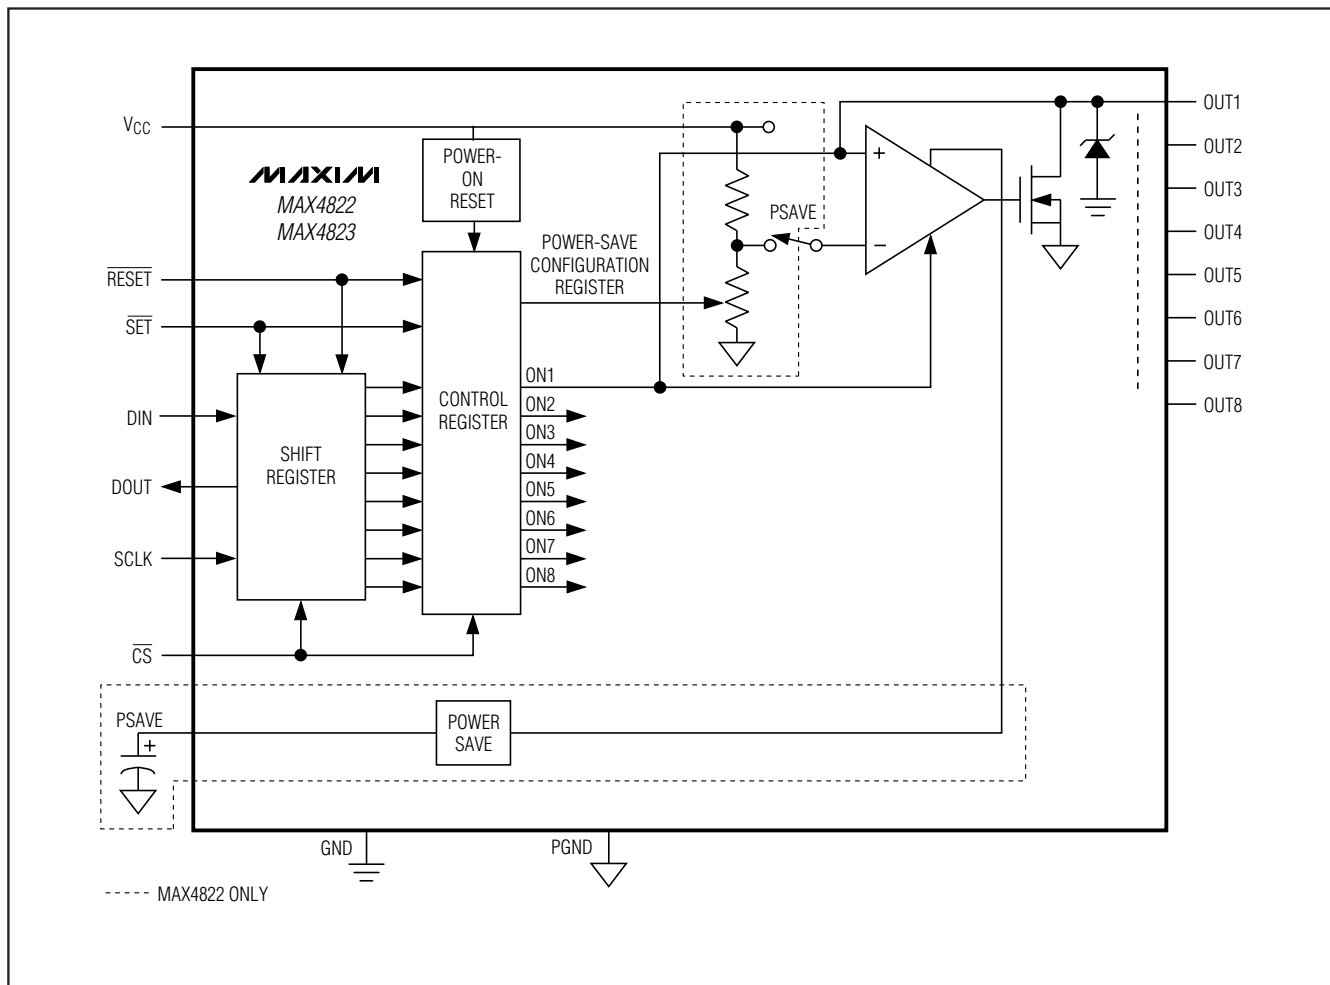 VCC
MAXIM
MAX4822
MAX4823
POWER-
ON
RESET
PSAVE
+
−
OUT1
OUT2
OUT3
OUT4
OUT5
OUT6
OUT7
OUT8
RESET
SET
POWER-SAVE
CONFIGURATION
REGISTER
DIN
DOUT
SCLK
CS
SHIFT
REGISTER
CONTROL
REGISTER
ON1
ON2
ON3
ON4
ON5
ON6
ON7
ON8
PSAVE
+
POWER
SAVE
GND
PGND
MAX4822 ONLY